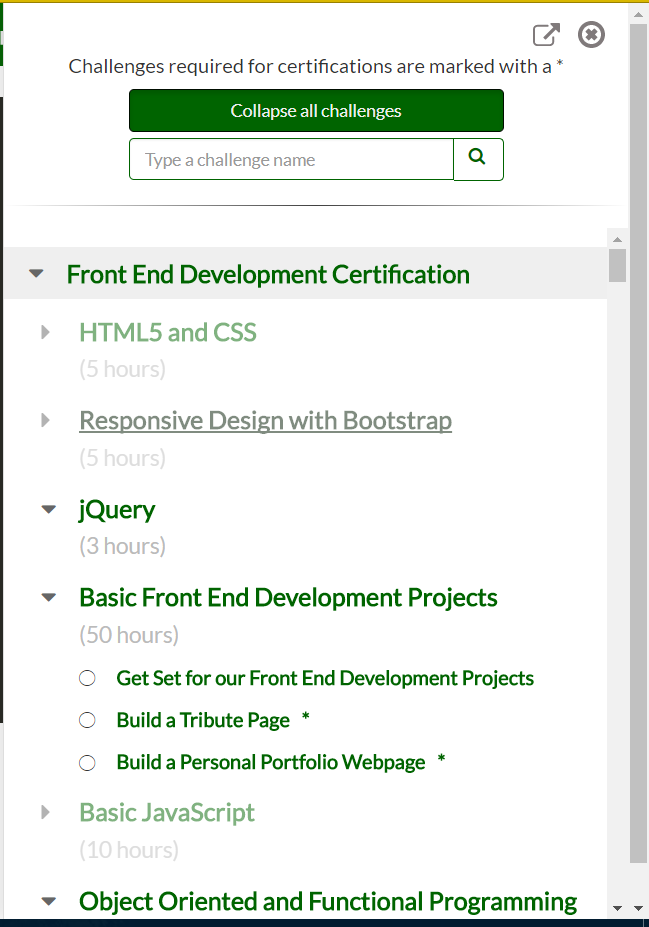 Challenges required for certifications are marked with a *
Collapse all challenges
Type a challenge name
Front End Development Certification
HTML5 and CSS
(5 hours)
Responsive Design with Bootstrap
(5 hours)
jQuery
(3 hours)
Basic Front End Development Projects
(50 hours)
Get Set for our Front End Development Projects
Build a Tribute Page *
Build a Personal Portfolio Webpage *
Basic JavaScript
(10 hours)
Object Oriented and Functional Programming